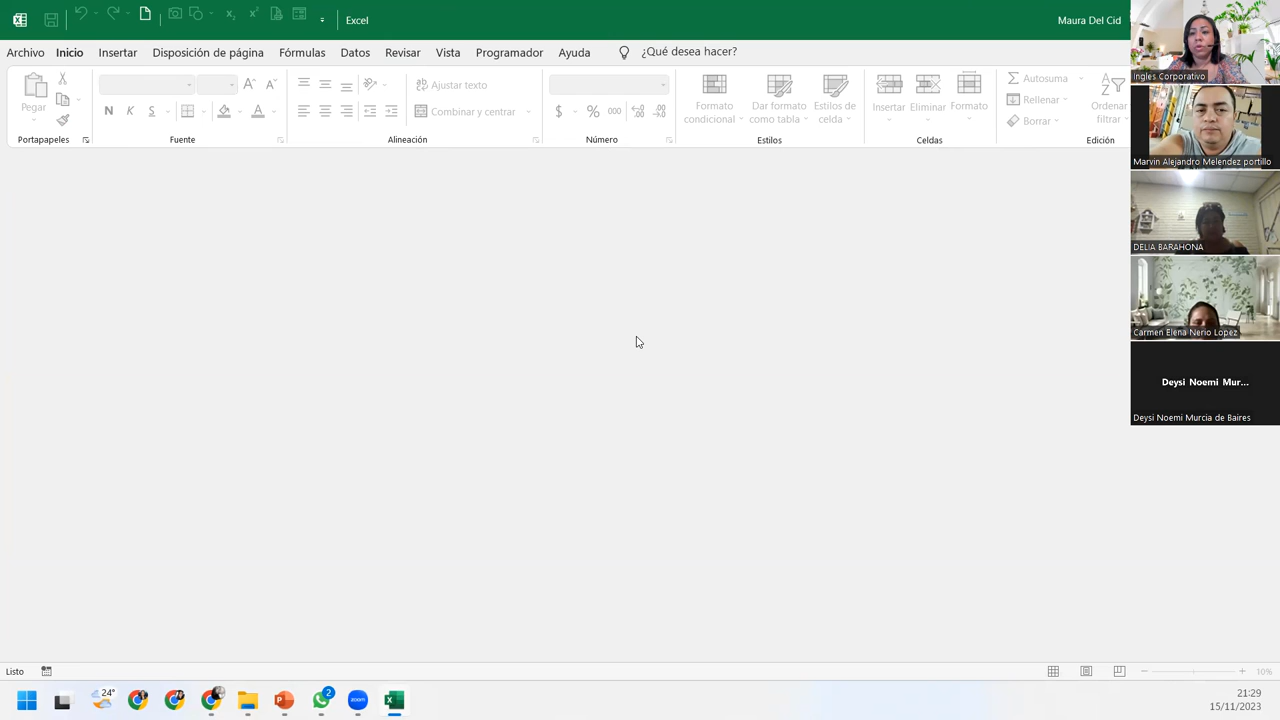 Excel
Maura Del Cid
Archivo Inicio Insertar Disposición de página Fórmulas Datos Revisar Vista Programador Ayuda ¿Qué desea hacer?
Pegar
Portapapeles
N K S
Fuente
Ajustar texto
Combinar y centrar
Alineación
$ % 000
Número
Formato condicional
Dar formato como tabla
Estilos de celda
Estilos
Insertar
Eliminar
Formato
Celdas
Autosuma
Rellenar
Borrar
Ordenar
filtrar
Edición
Ingles Corporativo
Marvin Alejandro Melendez portillo
DELIA BARAHONA
Carmen Elena Nerio Lopez
Deysi Noemi Mur...
Deysi Noemi Murcia de Baires
Listo
10%
24°
2
zoom
21:29
15/11/2023